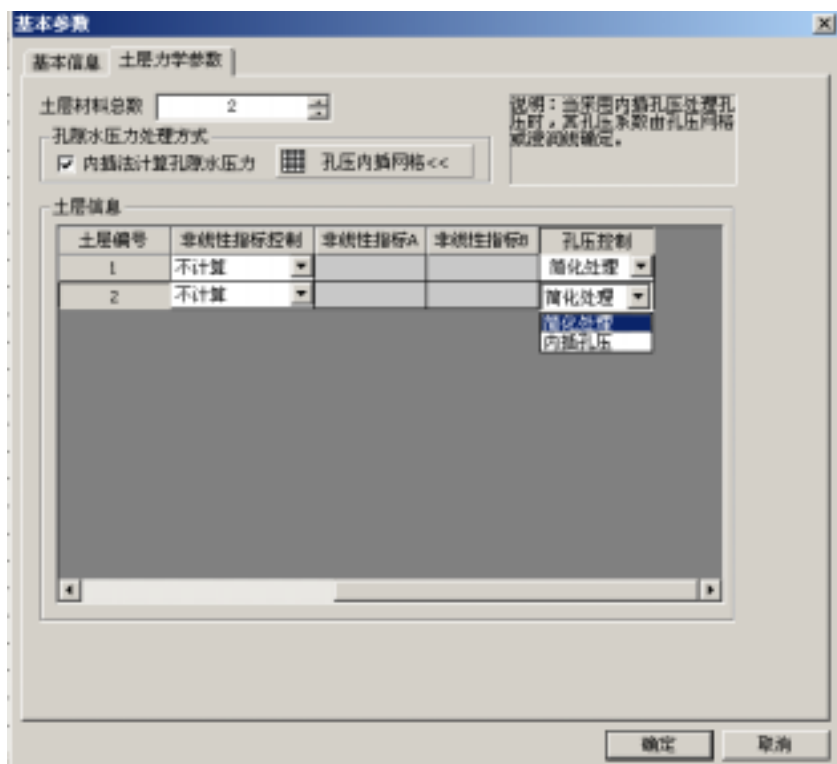 基本参数
基本信息 土层力学参数
土层材料总数 2
说明：当采用内插孔压处理孔
压时，其孔压系数由孔压网格
或浸润线确定。
孔隙水压力处理方式
内插法计算孔隙水压力 孔压内插网格<<
土层信息
土层编号 非线性指标控制 非线性指标A 非线性指标B 孔压控制
1 不计算 简化处理
2 不计算 简化处理
简化处理
内插孔压
确定 取消